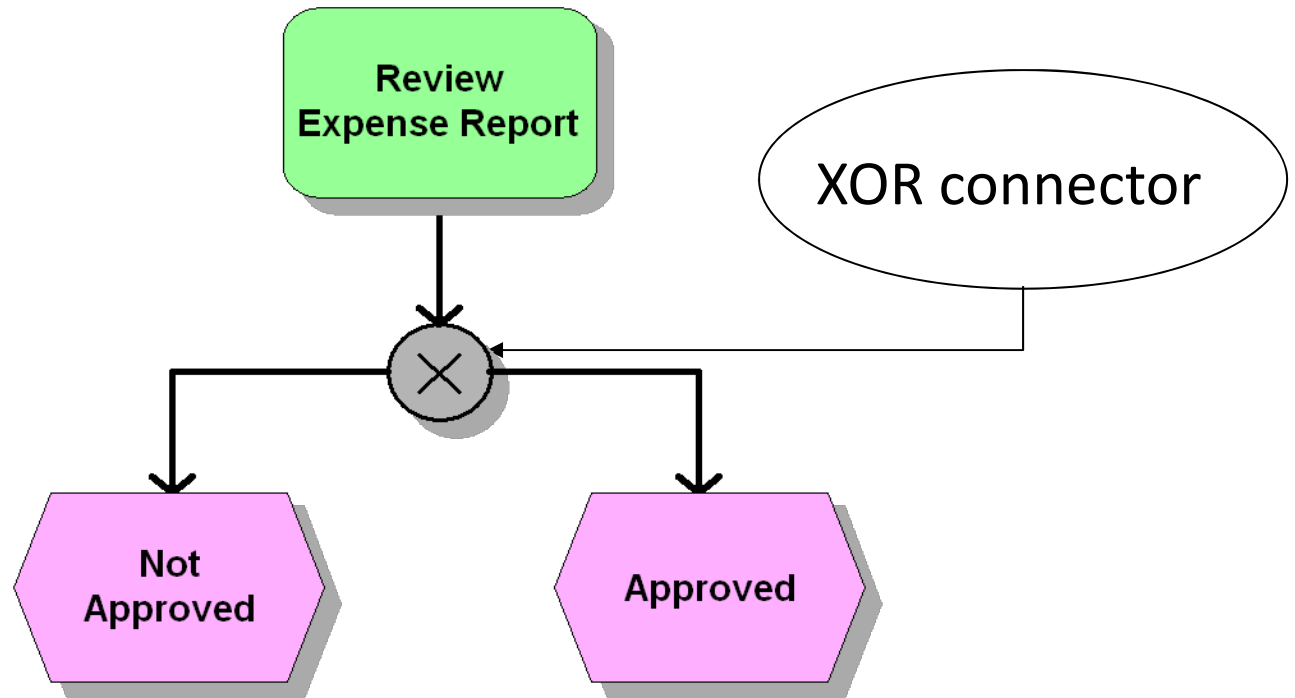 Review
Expense Report
XOR connector
Not
Approved
Approved